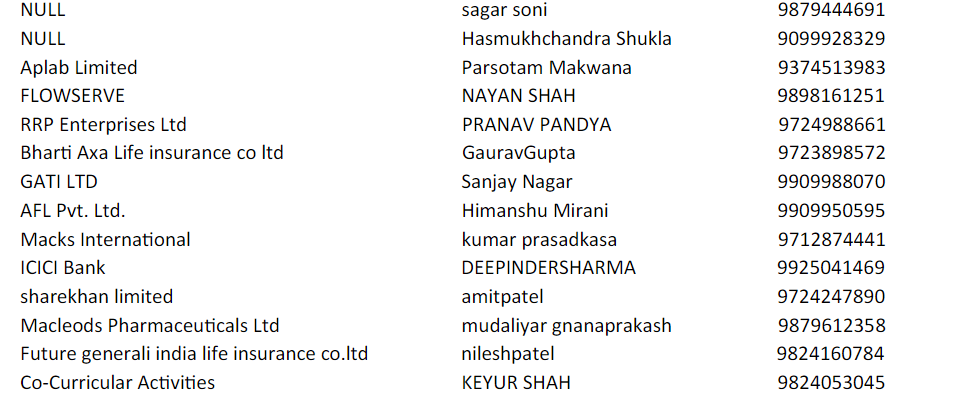 NULL sagar soni 9879444691
NULL Hasmukhchandra Shukla 9099928329
Aplab Limited Parsotam Makwana 9374513983
FLOWSERVE NAYAN SHAH 9898161251
RRP Enterprises Ltd PRANAV PANDYA 9724988661
Bharti Axa Life insurance co ltd GauravGupta 9723898572
GATI LTD Sanjay Nagar 9909988070
AFL Pvt. Ltd. Himanshu Mirani 9909950595
Macks International kumar prasadkasa 9712874441
ICICI Bank DEEPINDERSHARMA 9925041469
sharekhan limited amitpatel 9724247890
Macleods Pharmaceuticals Ltd mudaliyar gnanaprakash 9879612358
Future generali india life insurance co.ltd nileshpatel 9824160784
Co-Curricular Activities KEYUR SHAH 9824053045